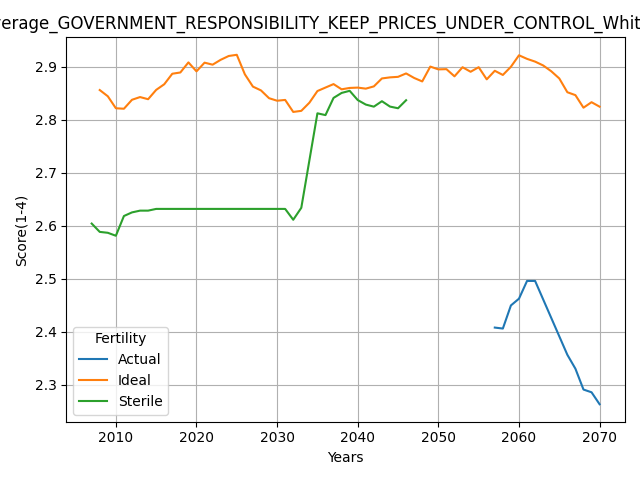 verage_GOVERNMENT_RESPONSIBILITY_KEEP_PRICES_UNDER_CONTROL_Whit
Score(1-4)
2.9
2.8
2.7
2.6
2.5
2.4
2.3
Fertility
Actual
Ideal
Sterile
2010 2020 2030 2040 2050 2060 2070
Years